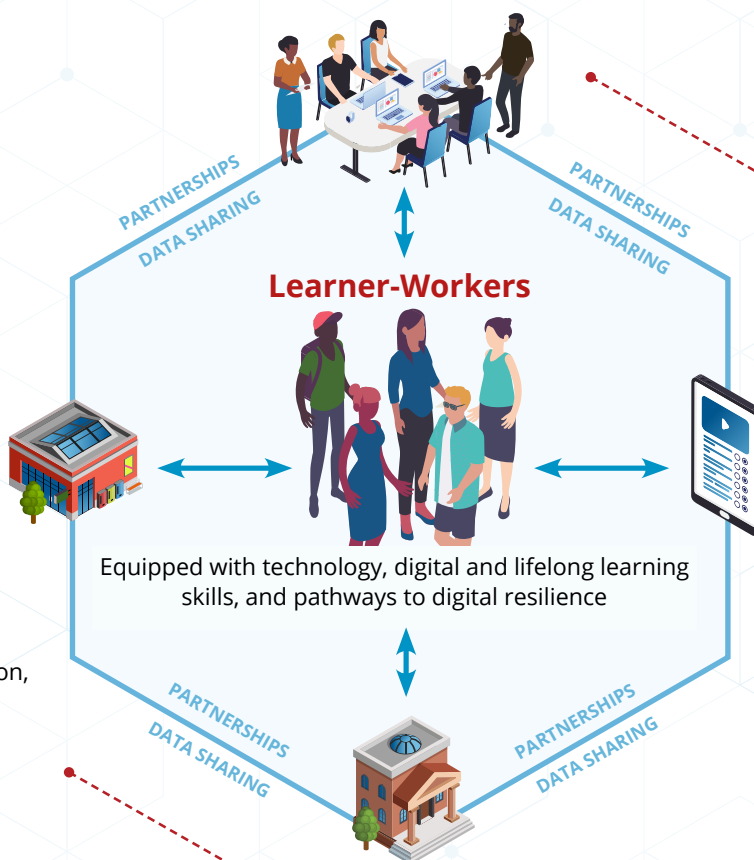 PARTNERSHIPS
DATA SHARING
PARTNERSHIPS
DATA SHARING
Learner-Workers
Equipped with technology, digital and lifelong learning
skills, and pathways to digital resilience
on,
PARTNERSHIPS
DATA SHARING
PARTNERSHIPS
DATA SHARING